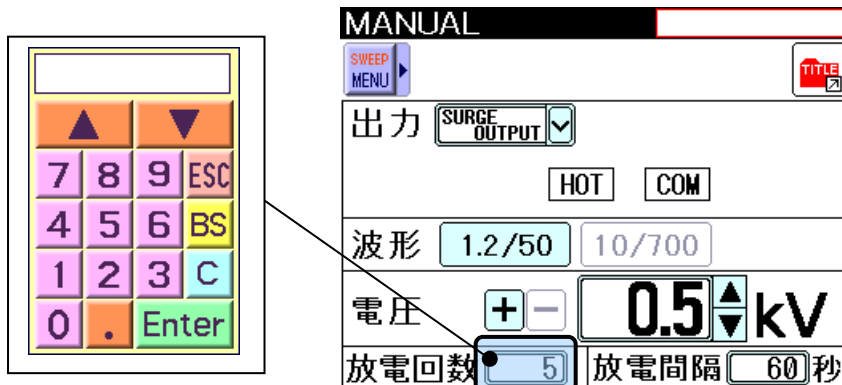 7 8 9 ESC
4 5 6 BS
1 2 3 C
0 . Enter
MANUAL
SWEEP
MENU
TITLE
出力 SURGE
OUTPUT
HOT COM
波形 1.2/50 10/700
電圧 + − 0.5 kV
放電回数 5 放電間隔 60 秒